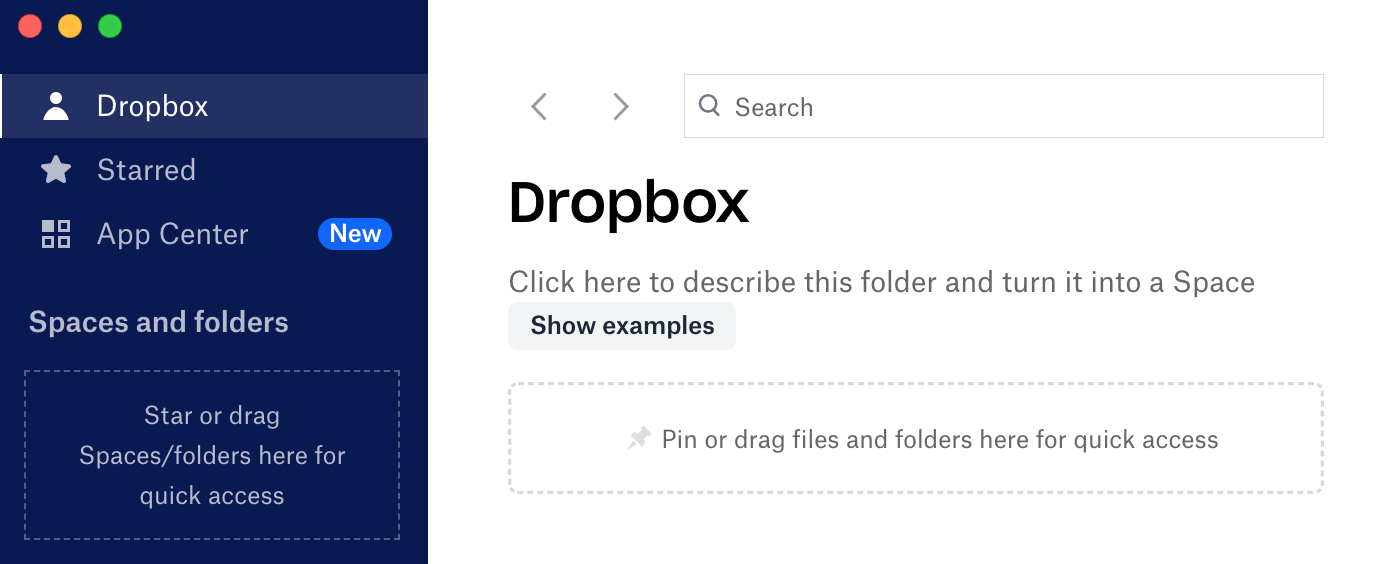 Dropbox
Starred
App Center
New
Spaces and folders
Star or drag
Spaces/folders here for
quick access
Search
Dropbox
Click here to describe this folder and turn it into a Space
Show examples
Pin or drag files and folders here for quick access